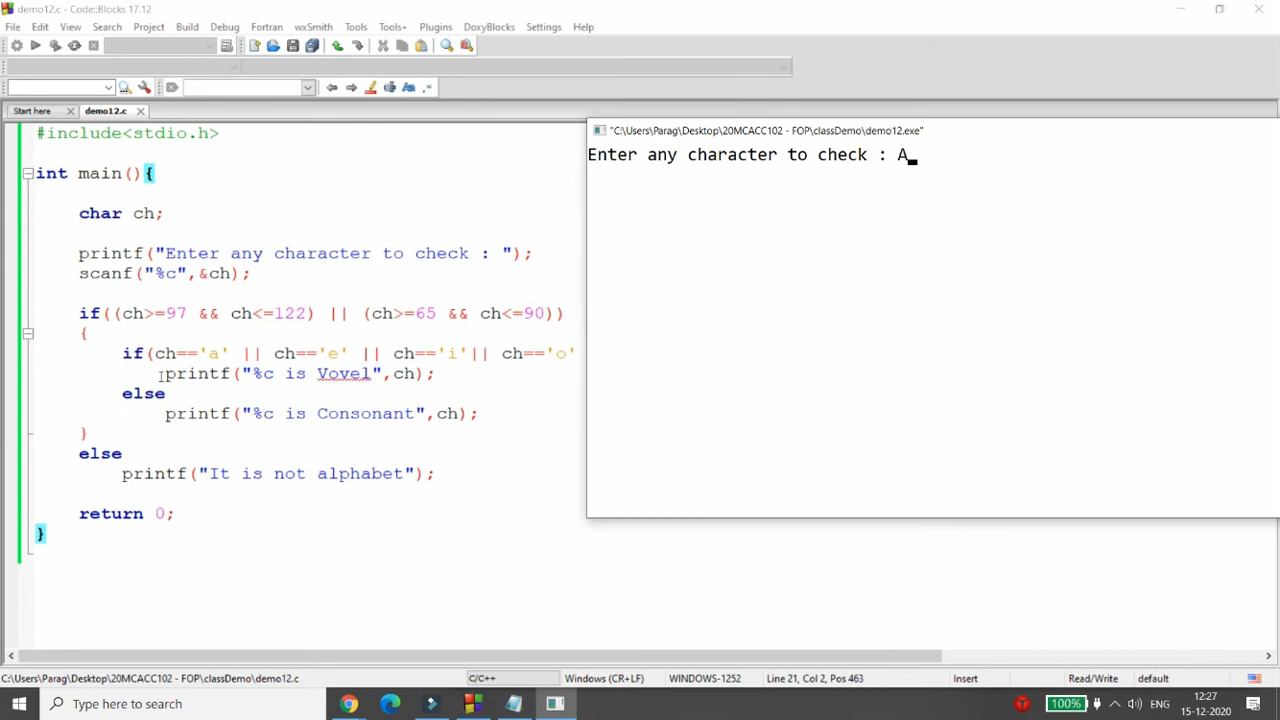 demo12.c - Code::Blocks 17.12
File Edit View Search Project Build Debug Fortran wxSmith Tools Tools+ Plugins DoxyBlocks Settings Help
Start here demo12.c
#include<stdio.h>
int main(){
char ch;
printf("Enter any character to check : ");
scanf("%c",&ch);
if((ch>=97 && ch<=122) || (ch>=65 && ch<=90))
{
if(ch=='a' || ch=='e' || ch=='i'|| ch=='o'
printf("%c is Vovel",ch);
else
printf("%c is Consonant",ch);
}
else
printf("It is not alphabet");
return 0;
}
"C:\Users\Parag\Desktop\20MCACC102 - FOP\classDemo\demo12.exe"
Enter any character to check : A
C:\Users\Parag\Desktop\20MCACC102 - FOP\classDemo\demo12.c C/C++ Windows (CR+LF) WINDOWS-1252 Line 21, Col 2, Pos 463 Insert Read/Write default
Type here to search 100% ENG 12:27
15-12-2020